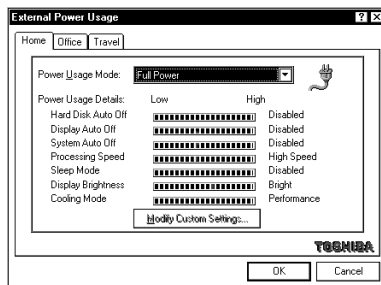 External Power Usage
Home Office Travel
Power Usage Mode: Full Power
Power Usage Details: Low High
Hard Disk Auto Off Disabled
Display Auto Off Disabled
System Auto Off Disabled
Processing Speed High Speed
Sleep Mode Disabled
Display Brightness Bright
Cooling Mode Performance
Modify Custom Settings...
TOSHIBA
OK Cancel